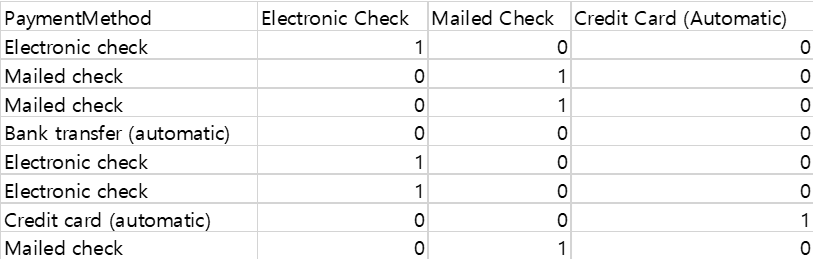 PaymentMethod Electronic Check Mailed Check Credit Card (Automatic)
Electronic check 1 0 0
Mailed check 0 1 0
Mailed check 0 1 0
Bank transfer (automatic) 0 0 0
Electronic check 1 0 0
Electronic check 1 0 0
Credit card (automatic) 0 0 1
Mailed check 0 1 0